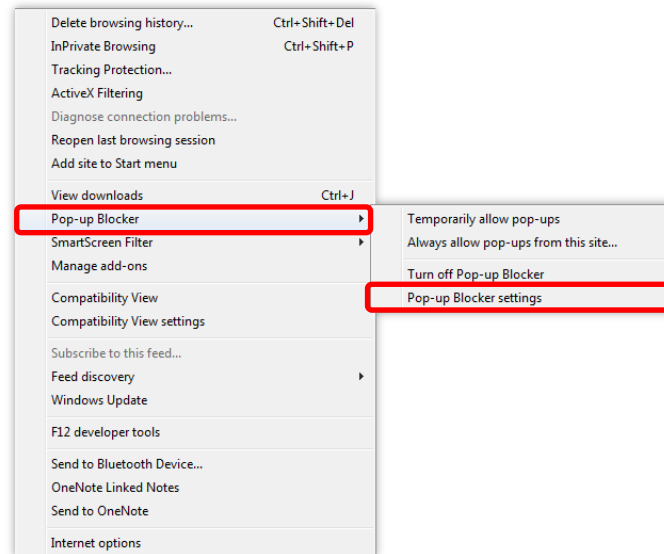 Delete browsing history... Ctrl+Shift+Del
InPrivate Browsing Ctrl+Shift+P
Tracking Protection...
ActiveX Filtering
Diagnose connection problems...
Reopen last browsing session
Add site to Start menu
View downloads Ctrl+J
Pop-up Blocker
SmartScreen Filter
Manage add-ons
Compatibility View
Compatibility View settings
Subscribe to this feed...
Feed discovery
Windows Update
F12 developer tools
Send to Bluetooth Device...
OneNote Linked Notes
Send to OneNote
Internet options
Temporarily allow pop-ups
Always allow pop-ups from this site...
Turn off Pop-up Blocker
Pop-up Blocker settings